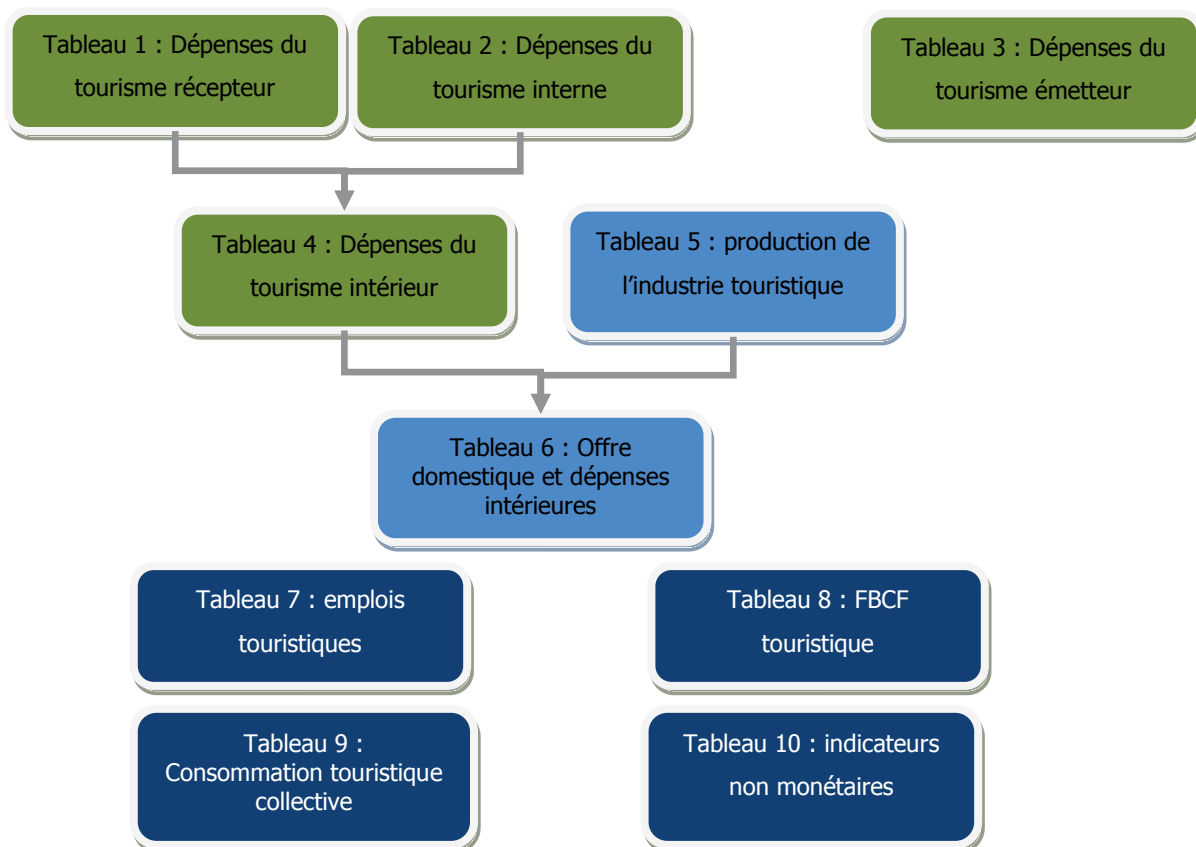 Tableau 1 : Dépenses du
tourisme récepteur
Tableau 2 : Dépenses du
tourisme interne
Tableau 3 : Dépenses du
tourisme émetteur
Tableau 4 : Dépenses du
tourisme intérieur
Tableau 5 : production de
l’industrie touristique
Tableau 6 : Offre
domestique et dépenses
intérieures
Tableau 7 : emplois
touristiques
Tableau 8 : FBCF
touristique
Tableau 9 :
Consommation touristique
collective
Tableau 10 : indicateurs
non monétaires